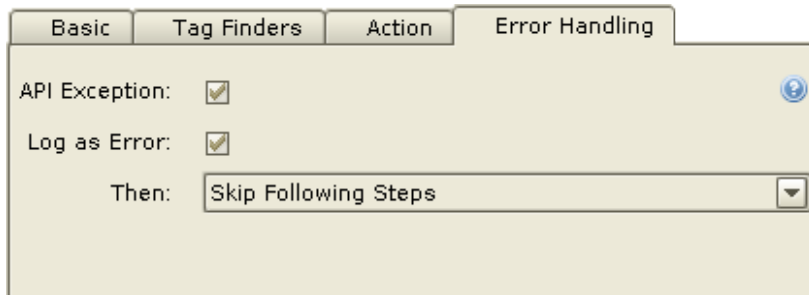 Basic Tag Finders Action Error Handling
API Exception:
?
Log as Error:
Then: Skip Following Steps